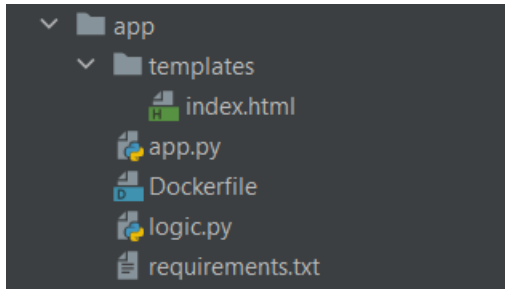 app
templates
index.html
app.py
Dockerfile
logic.py
requirements.txt